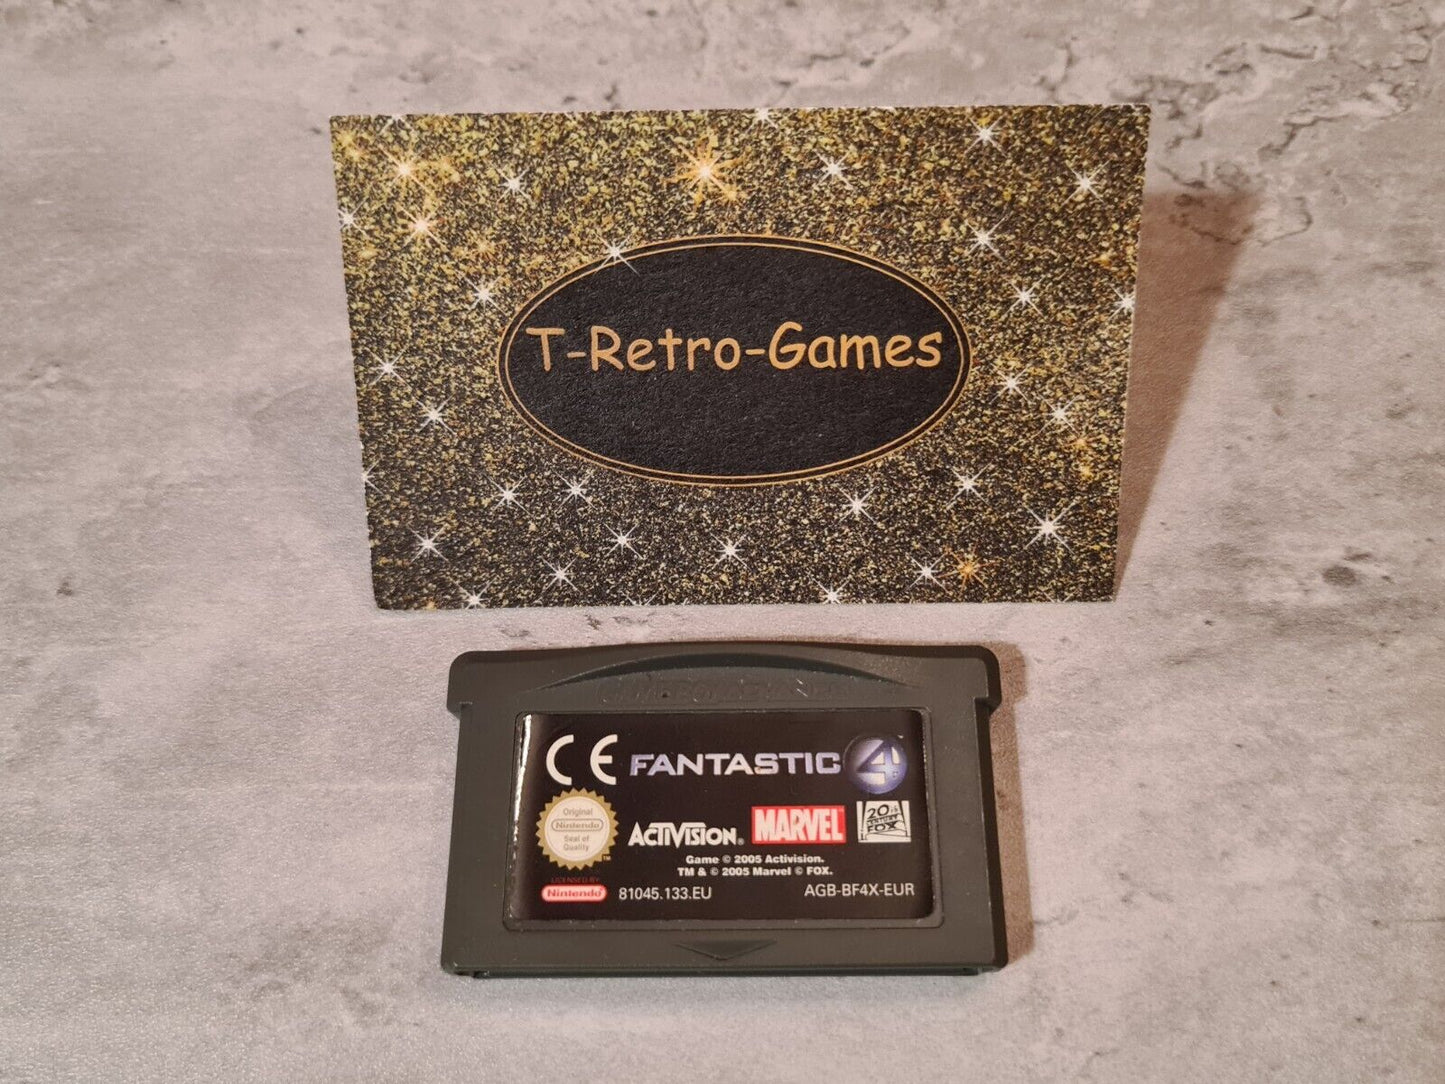 T-Retro-Games
GAME BOY ADVANCE
CE FANTASTIC 4
Original
Nintendo
Seal of
Quality
TM
ACTIVISION® MARVEL 20th CENTURY FOX
Game © 2005 Activision.
TM & © 2005 Marvel © FOX.
LICENSED BY
Nintendo
81045.133.EU AGB-BF4X-EUR